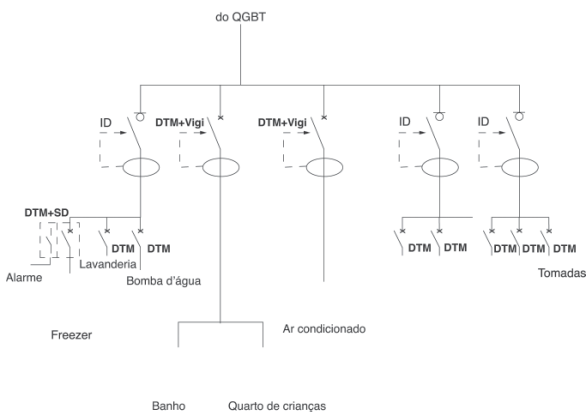 do QGBT
ID
DTM+Vigi
DTM+Vigi
ID
ID
DTM+SD
DTM
DTM
DTM
DTM
DTM
DTM
DTM
Alarme
Lavanderia
Bomba d'água
Tomadas
Freezer
Ar condicionado
Banho
Quarto de crianças